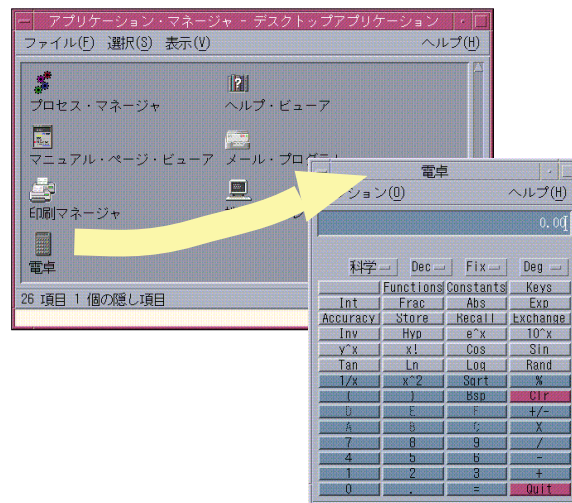 アプリケーション・マネージャ - デスクトップアプリケーション
ファイル(F) 選択(S) 表示(V) ヘルプ(H)
プロセス・マネージャ ヘルプ・ビューア
マニュアル・ページ・ビューア メール・プログラム
印刷マネージャ
電卓
26 項目 1 個の隠し項目
電卓
ション(O) ヘルプ(H)
0.00
科学 Dec Fix Deg
Functions Constants Keys
Int Frac Abs Exp
Accuracy Store Recall Exchange
Inv Hyp e^x 10^x
y^x x! Cos Sin
Tan Ln Log Rand
1/x x^2 Sqrt %
( ) Bsp Clr
D E F +/-
A B C X
7 8 9 /
4 5 6 -
1 2 3 +
0 . = Quit